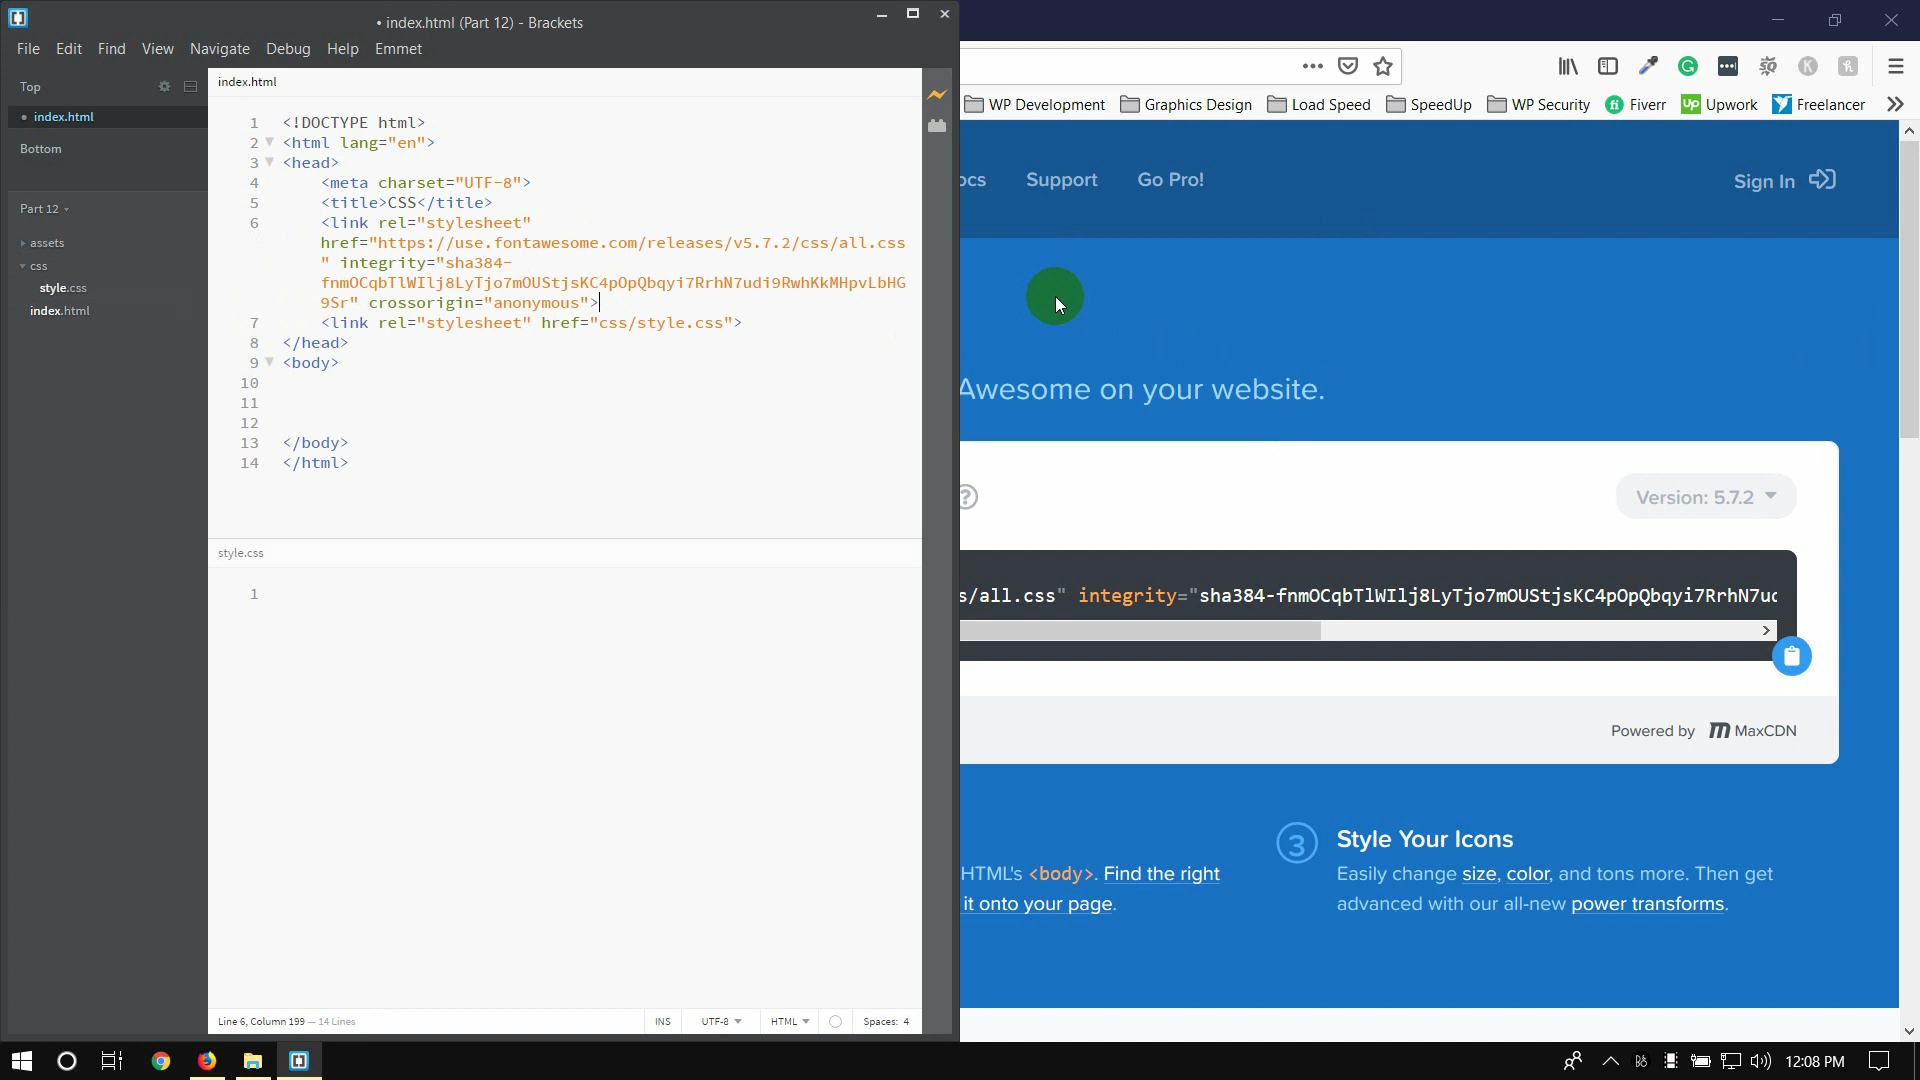 • index.html (Part 12) - Brackets
File Edit Find View Navigate Debug Help Emmet
Top
• index.html
Bottom
Part 12
assets
css
style.css
index.html
index.html
1 <!DOCTYPE html>
2 <html lang="en">
3 <head>
4 <meta charset="UTF-8">
5 <title>CSS</title>
6 <link rel="stylesheet"
href="https://use.fontawesome.com/releases/v5.7.2/css/all.css
" integrity="sha384-
fnmOCqbTlWIlj8LyTjo7mOUStjsKC4pOpQbqyi7RrhN7udi9RwhKkMHpvLbHG
9Sr" crossorigin="anonymous">
7 <link rel="stylesheet" href="css/style.css">
8 </head>
9 <body>
10
11
12
13 </body>
14 </html>
style.css
1
Line 6, Column 199 — 14 Lines
INS UTF-8 HTML Spaces: 4
WP Development Graphics Design Load Speed SpeedUp WP Security Fiverr Upwork Freelancer
ocs Support Go Pro! Sign In
Awesome on your website.
Version: 5.7.2
s/all.css" integrity="sha384-fnmOCqbTlWIlj8LyTjo7mOUStjsKC4pOpQbqyi7RrhN7ud
Powered by MaxCDN
HTML's <body>. Find the right
it onto your page.
3 Style Your Icons
Easily change size, color, and tons more. Then get
advanced with our all-new power transforms.
12:08 PM